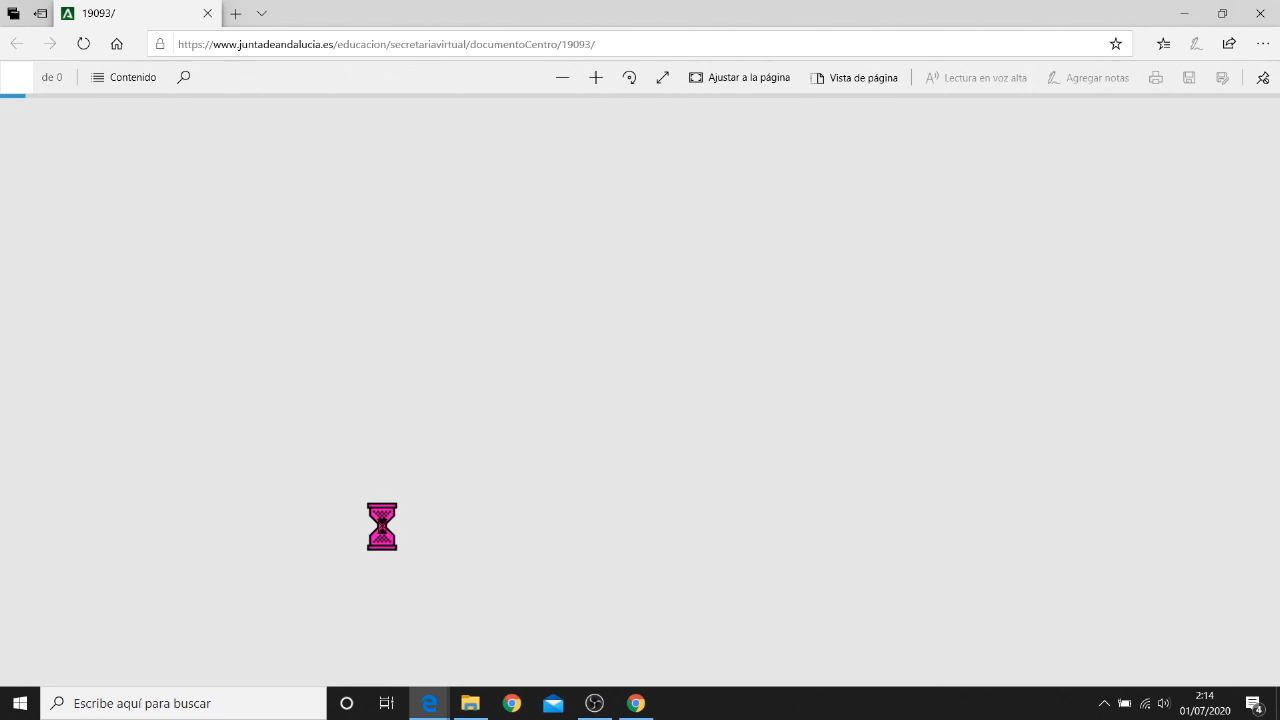 19093/
https://www.juntadeandalucia.es/educacion/secretariavirtual/documentoCentro/19093/
de 0 Contenido Ajustar a la página Vista de página Lectura en voz alta Agregar notas
Escribe aquí para buscar
2:14
01/07/2020
4